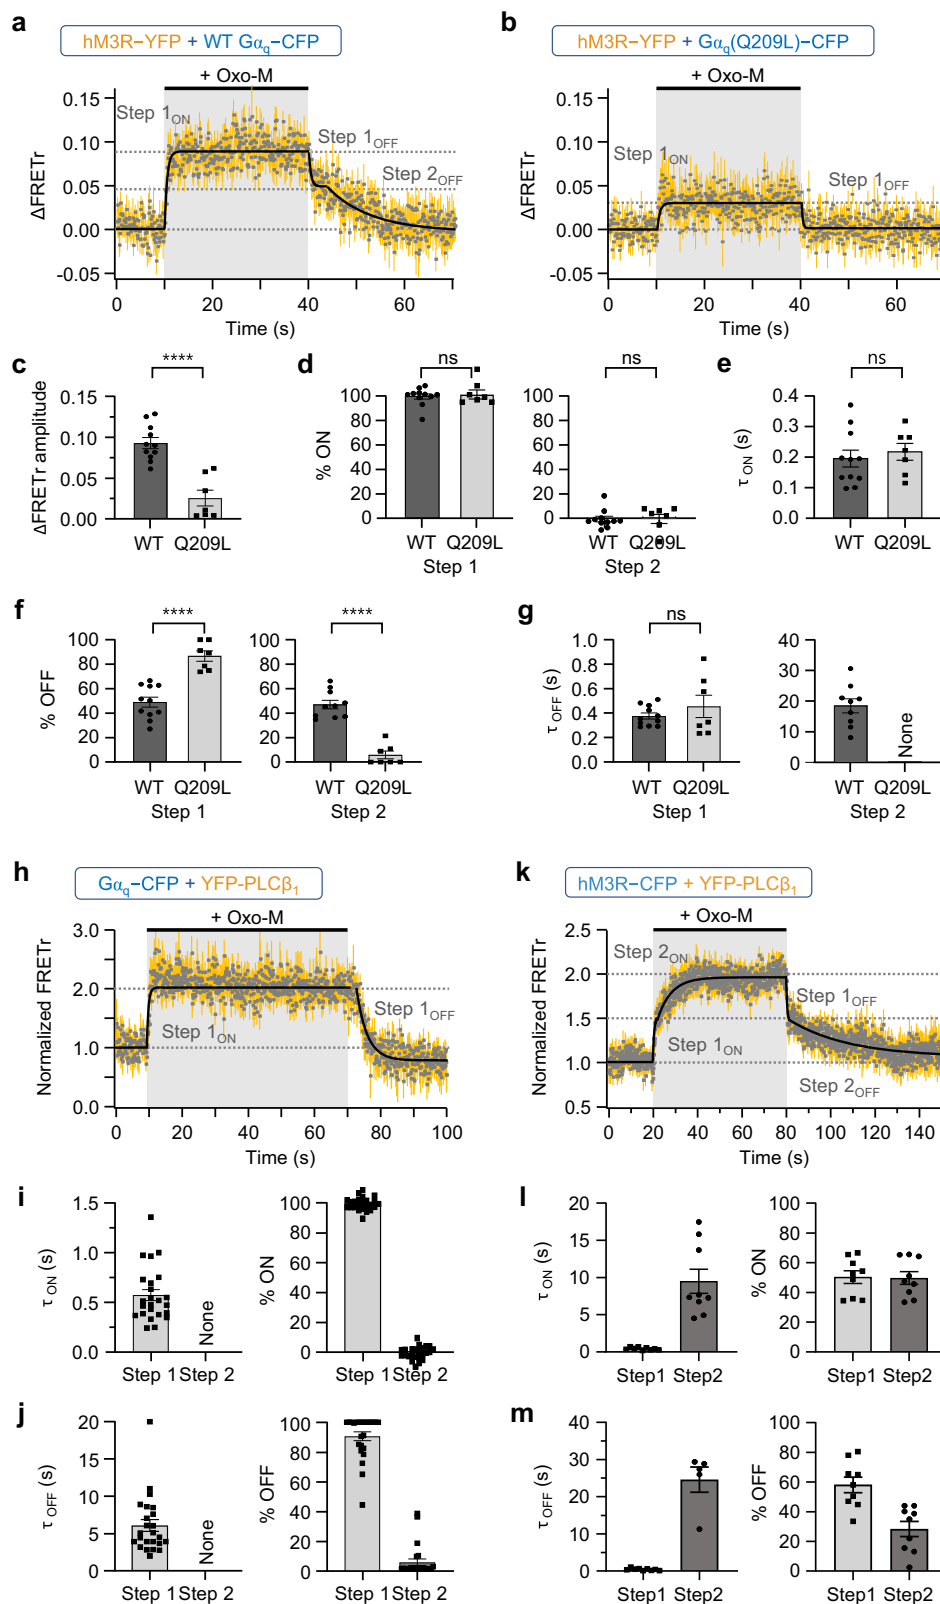 a
hM3R−YFP + WT Gαq−CFP
+ Oxo-M
0.15
0.10
0.05
0.00
-0.05
ΔFRETr
Step 1ON
Step 1OFF
Step 2OFF
0 20 40 60
Time (s)
b
hM3R−YFP + Gαq(Q209L)−CFP
+ Oxo-M
0.15
0.10
0.05
0.00
-0.05
ΔFRETr
Step 1ON
Step 1OFF
0 20 40 60
Time (s)
c
****
ΔFRETr amplitude
0.15
0.10
0.05
0.00
WT Q209L
d
ns
% ON
100
80
60
40
20
0
WT Q209L
Step 1
ns
100
80
60
40
20
0
WT Q209L
Step 2
e
ns
τ ON (s)
0.4
0.3
0.2
0.1
0.0
WT Q209L
f
****
% OFF
100
80
60
40
20
0
WT Q209L
Step 1
****
100
80
60
40
20
0
WT Q209L
Step 2
g
ns
τ OFF (s)
1.0
0.8
0.6
0.4
0.2
0.0
WT Q209L
Step 1
40
30
20
10
0
None
WT Q209L
Step 2
h
Gαq−CFP + YFP-PLCβ1
+ Oxo-M
Normalized FRETr
3.0
2.0
1.0
0.0
Step 1ON
Step 1OFF
0 20 40 60 80 100
Time (s)
k
hM3R−CFP + YFP-PLCβ1
+ Oxo-M
Normalized FRETr
2.5
2.0
1.5
1.0
0.5
Step 2ON
Step 1OFF
Step 1ON
Step 2OFF
0 20 40 60 80 100 120 140
Time (s)
i
τ ON (s)
1.5
1.0
0.5
0.0
None
Step 1 Step 2
% ON
100
80
60
40
20
0
Step 1 Step 2
l
τ ON (s)
20
15
10
5
0
Step1 Step2
% ON
100
80
60
40
20
0
Step1 Step2
j
τ OFF (s)
20
15
10
5
0
None
Step 1 Step 2
% OFF
100
80
60
40
20
0
Step 1 Step 2
m
τ OFF (s)
40
30
20
10
0
Step1 Step2
% OFF
100
80
60
40
20
0
Step1 Step2